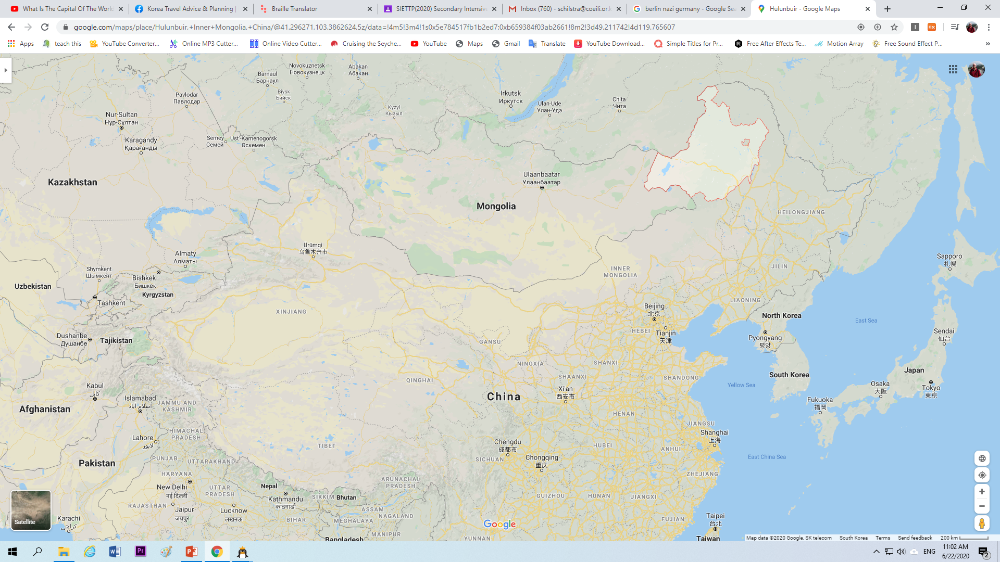 What Is The Capital Of The World
Korea Travel Advice & Planning |
Braille Translator
SIETTP(2020) Secondary Intensive
Inbox (760) - schilstra@coeili.or.k
berlin nazi germany - Google Sea
Hulunbuir - Google Maps
google.com/maps/place/Hulunbuir,+Inner+Mongolia,+China/@41.296271,103.3862624,5z/data=!4m5!3m4!1s0x5e784517fb1b2ed7:0xb659384f03ab2661!8m2!3d49.211742!4d119.765607
Apps
teach this
YouTube Converter...
Online MP3 Cutter...
Online Video Cutter...
Cruising the Seyche...
YouTube
Maps
Gmail
Translate
YouTube Download...
Simple Titles for Pr...
Free After Effects Te...
Motion Array
Free Sound Effect P...
»
Novokuznetsk
Новокузнецк
Abakan
Абакан
Barnaul
Барнаул
Biysk
Бийск
Pavlodar
Павлодар
Irkutsk
Иркутск
Ulan-Ude
Улан-Удэ
Chita
Чита
Kyzyl
Кызыл
Nur-Sultan
Нұр-Сұлтан
Karagandy
Қарағанды
Semey
Семей
Ust'-Kamenogorsk
Өскемен
Ulaanbaatar
Улаанбаатар
Kazakhstan
Mongolia
HEILONGJIANG
Ürümqi
乌鲁木齐市
Almaty
Алматы
Sapporo
札幌
JILIN
INNER
MONGOLIA
Shymkent
Шымкент
Bishkek
Бишкек
Uzbekistan
Kyrgyzstan
Tashkent
LIAONING
XINJIANG
Beijing
北京
North Korea
East Sea
HEBEI
Tianjin
天津
Pyongyang
평양
Sendai
仙台
Dushanbe
Душанбе
Tajikistan
GANSU
NINGXIA
SHANXI
SHAANXI
SHANDONG
South Korea
Japan
QINGHAI
Yellow Sea
Osaka
大阪
Tokyo
東京
Kabul
کابل
Islamabad
اسلام آباد
JAMMU AND
KASHMIR
Xi'an
西安市
China
Fukuoka
福岡
Afghanistan
HENAN
JIANGSU
HIMACHAL
PRADESH
Lahore
لاہور
Shanghai
上海
TIBET
Chengdu
成都市
HUBEI
ANHUI
PUNJAB
UTTARAKHAND
SICHUAN
Chongqing
重庆
East China Sea
Pakistan
HARYANA
ZHEJIANG
ARUNACHAL
PRADESH
New Delhi
नई दिल्ली
UTTAR
PRADESH
Nepal
Kathmandu
काठमाडौँ
SIKKIM
Bhutan
GUIZHOU
HUNAN
JIANGXI
RAJASTHAN
Jaipur
जयपुर
Lucknow
लखनऊ
ASSAM
NAGALAND
BIHAR
MEGHALAYA
Karachi
کراچی
Satellite
Google
FUJIAN
Taipei
台北
MANIPUR
YUNNAN
Bangladesh
Taiwan
Map data ©2020 Google, SK telecom
South Korea
Terms
Send feedback
200 km
ENG
11:02 AM
6/22/2020
2